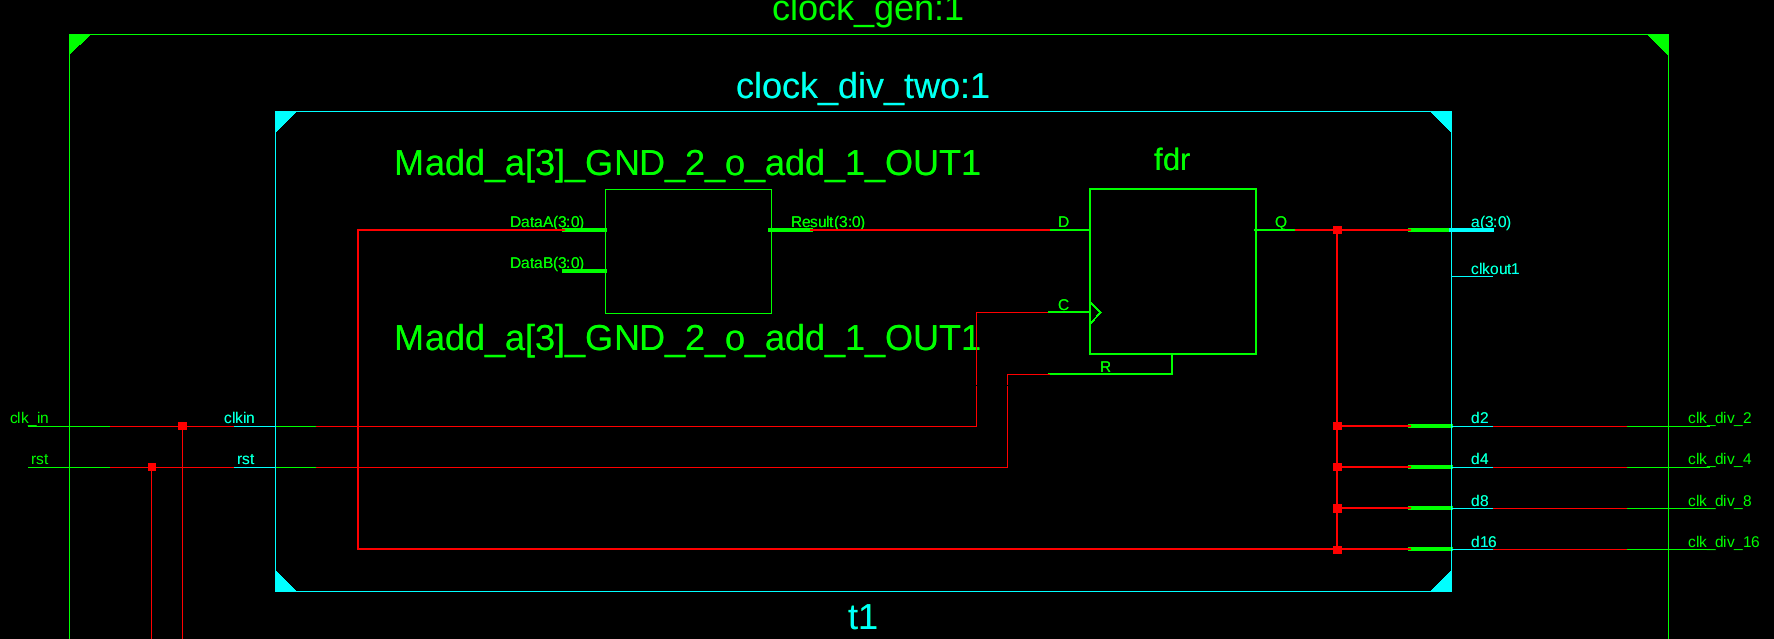 clock_gen:1
clock_div_two:1
Madd_a[3]_GND_2_o_add_1_OUT1
fdr
DataA(3:0)
Result(3:0)
D
Q
a(3:0)
DataB(3:0)
clkout1
C
Madd_a[3]_GND_2_o_add_1_OUT1
R
clk_in
clkin
d2
clk_div_2
rst
rst
d4
clk_div_4
d8
clk_div_8
d16
clk_div_16
t1